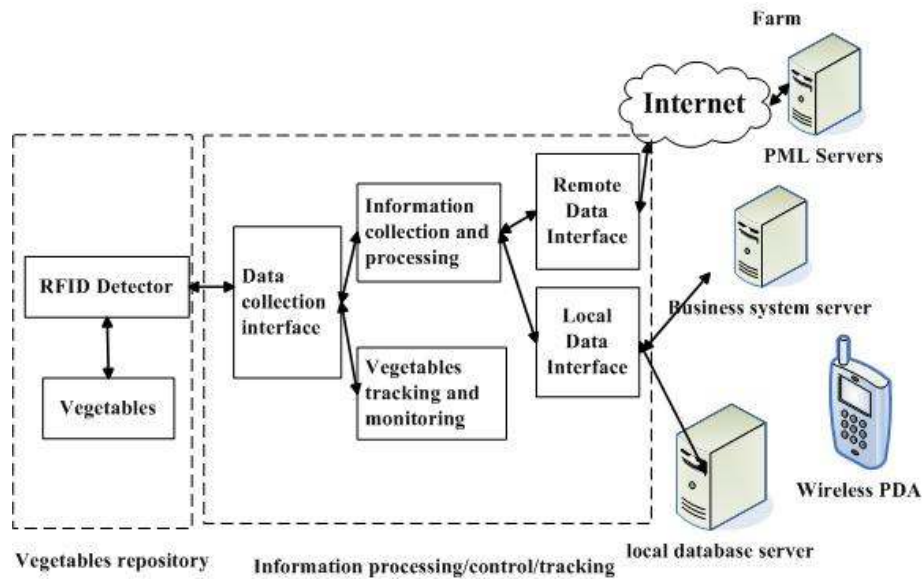 Farm
Internet
PML Servers
RFID Detector
Vegetables
Data
collection
interface
Information
collection and
processing
Vegetables
tracking and
monitoring
Remote
Data
Interface
Local
Data
Interface
Business system server
Wireless PDA
local database server
Vegetables repository
Information processing/control/tracking